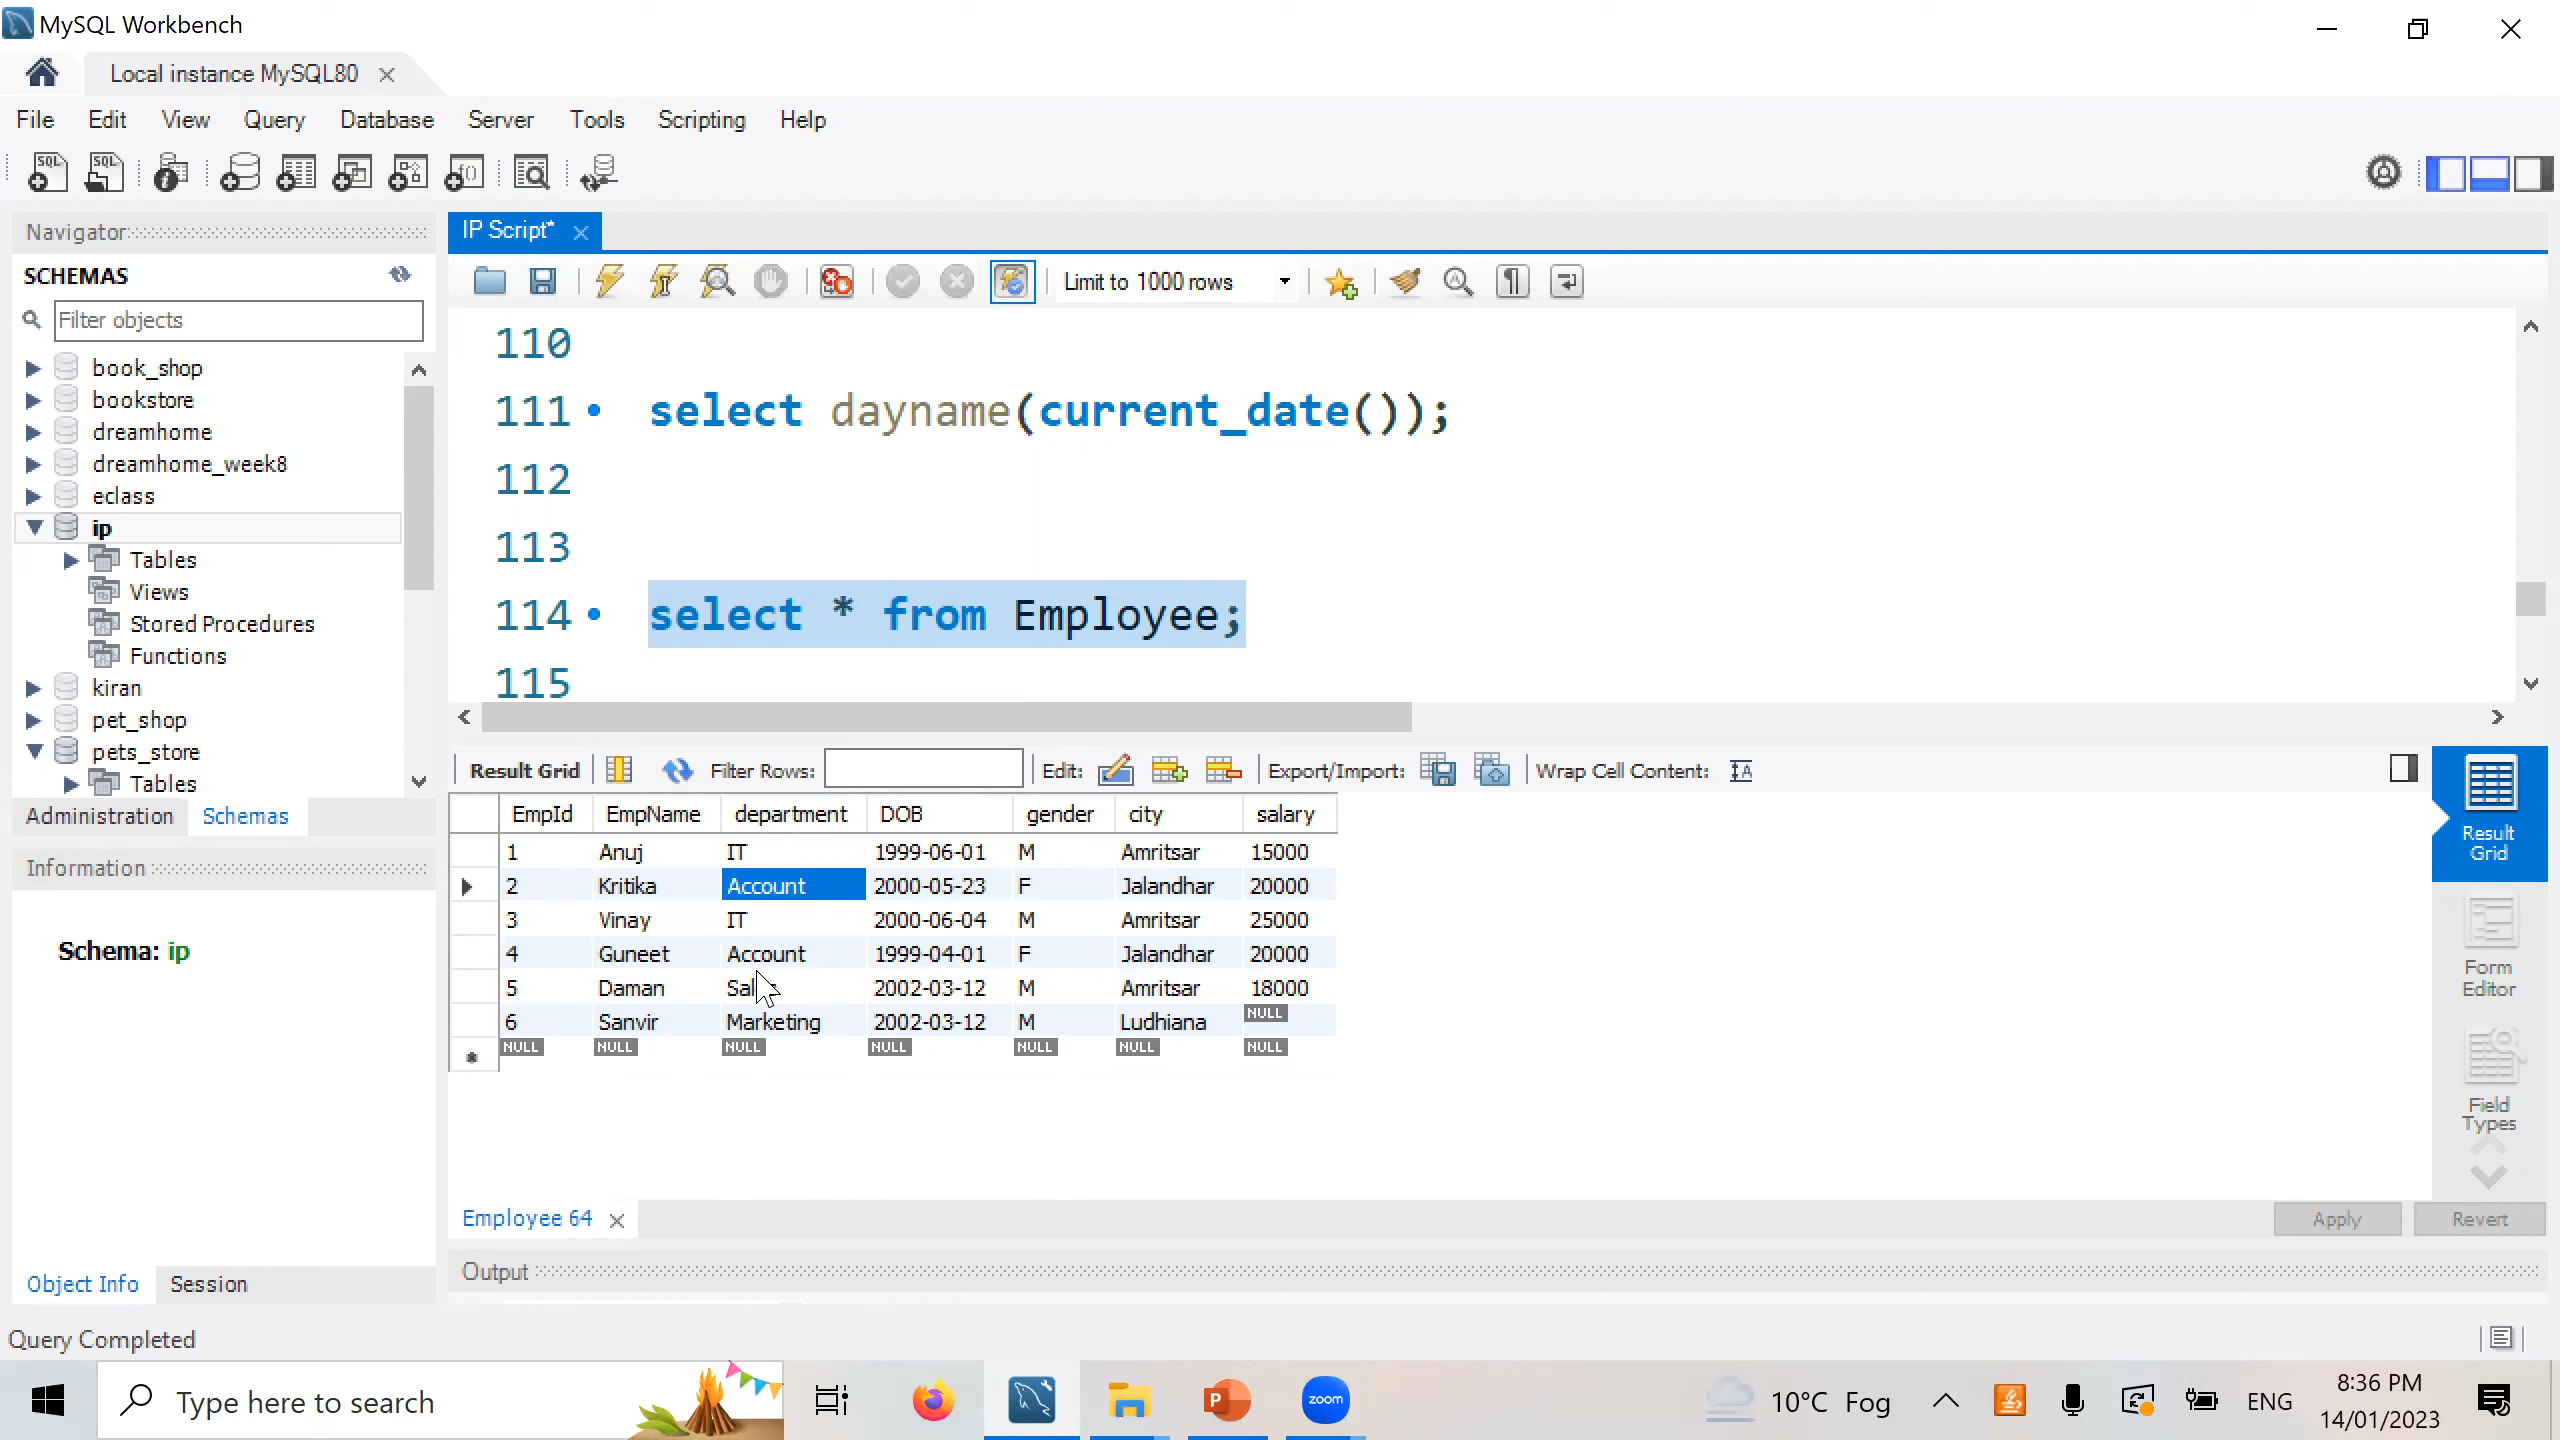 MySQL Workbench
Local instance MySQL80
File Edit View Query Database Server Tools Scripting Help
Navigator
IP Script*
SCHEMAS
Limit to 1000 rows
Filter objects
book_shop
bookstore
dreamhome
dreamhome_week8
eclass
ip
Tables
Views
Stored Procedures
Functions
kiran
pet_shop
pets_store
Tables
Administration Schemas
Information
Schema: ip
Object Info Session
110
111 select dayname(current_date());
112
113
114 select * from Employee;
115
Result Grid Filter Rows: Edit: Export/Import: Wrap Cell Content:
EmpId EmpName department DOB gender city salary
1 Anuj IT 1999-06-01 M Amritsar 15000
2 Kritika Account 2000-05-23 F Jalandhar 20000
3 Vinay IT 2000-06-04 M Amritsar 25000
4 Guneet Account 1999-04-01 F Jalandhar 20000
5 Daman 2002-03-12 M Amritsar 18000
6 Sanvir Marketing 2002-03-12 M Ludhiana NULL
NULL NULL NULL NULL NULL NULL NULL
Result
Grid
Form
Editor
Field
Types
Employee 64
Apply Revert
Output
Query Completed
Type here to search
zoom
10°C Fog
ENG
8:36 PM
14/01/2023